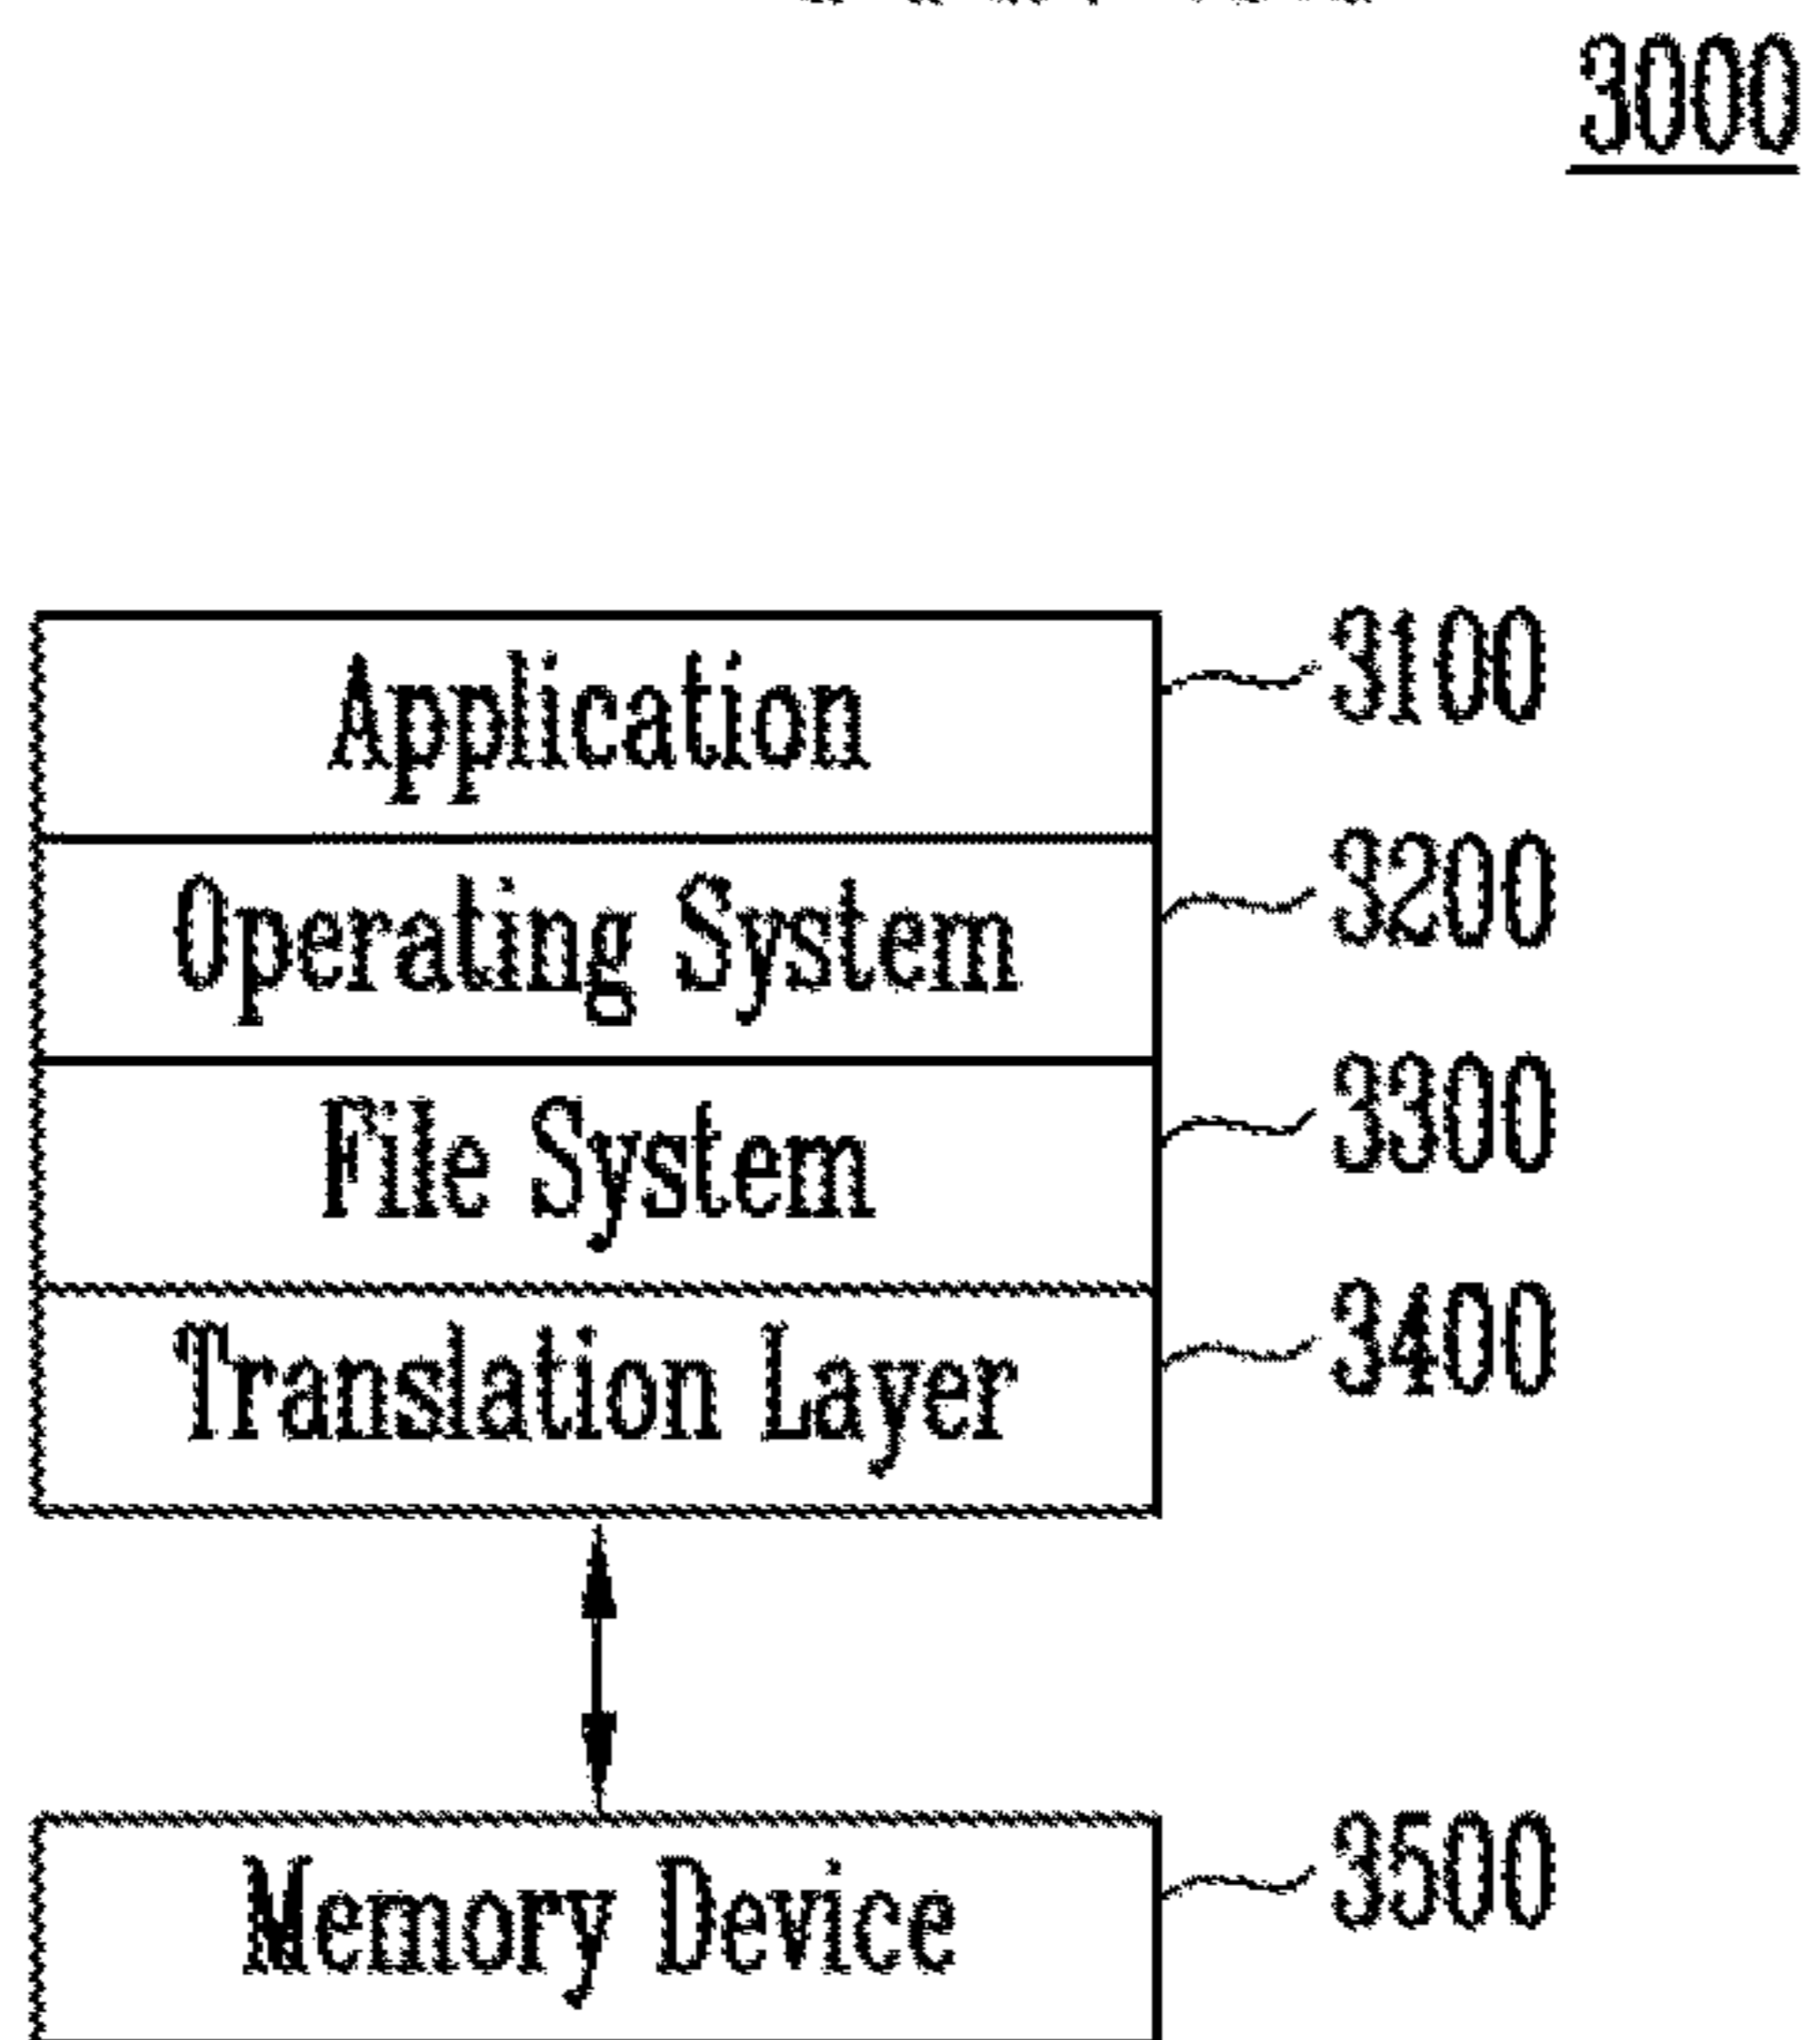 3000
Application 3100
Operating System 3200
File System 3300
Translation Layer 3400
Memory Device 3500